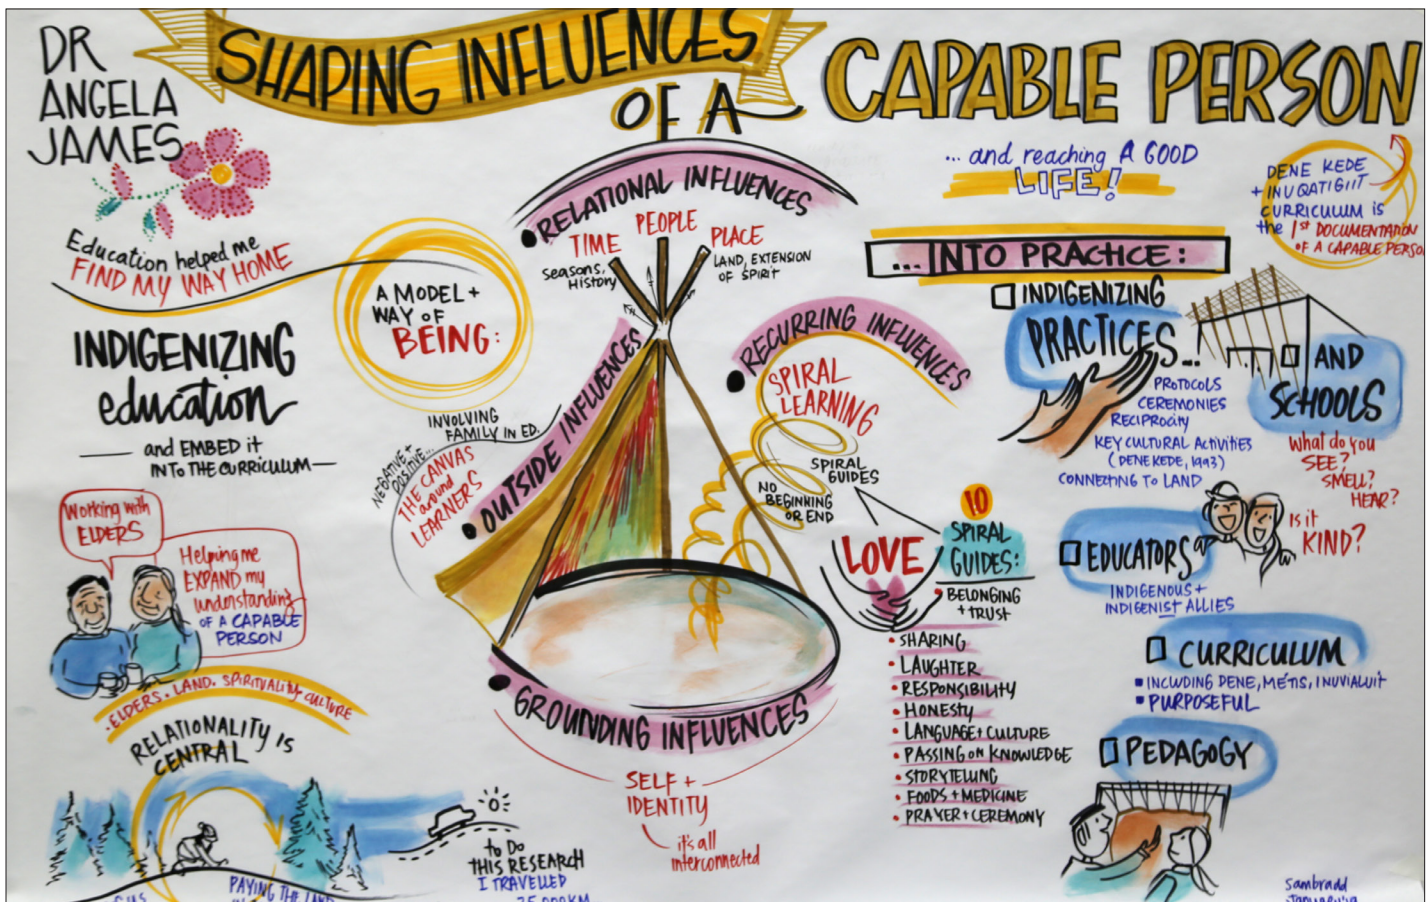 DR
ANGELA
JAMES
SHAPING INFLUENCES
OF A
CAPABLE PERSON
... and reaching A GOOD
LIFE!
DENE KEDE
+ INUQATIGIIT
CURRICULUM is
the 1ST DOCUMENTATION
OF A CAPABLE PERSO
Education helped me
FIND MY WAY HOME
INDIGENIZING
education
and EMBED it
INTO THE CURRICULUM
Working with
ELDERS
Helping me
EXPAND my
understanding
OF A CAPABLE
PERSON
.ELDERS. LAND. SPIRITUALITY. CULTURE
RELATIONALITY IS
CENTRAL
PAYING THE LAND
to Do
THIS RESEARCH
I TRAVELLED
A MODEL +
WAY OF
BEING:
RELATIONAL INFLUENCES
TIME
seasons,
History
PEOPLE
PLACE
LAND, EXTENSION
OF SPIRIT
OUTSIDE INFLUENCES
INVOLVING
FAMILY IN ED.
NEGATIVE +
POSITIVE...
THE CANVAS
around
LEARNERS
RECURRING INFLUENCES
SPIRAL
LEARNING
SPIRAL
GUIDES
NO
BEGINNING
OR END
LOVE
10
SPIRAL
GUIDES:
• BELONGING
+ TRUST
• SHARING
• LAUGHTER
• RESPONSIBILITY
• HONESTY
• LANGUAGE + CULTURE
• PASSING ON KNOWLEDGE
• STORYTELLING
• FOODS + MEDICINE
• PRAYER + CEREMONY
GROUNDING INFLUENCES
SELF +
IDENTITY
it's all
interconnected
... INTO PRACTICE:
INDIGENIZING
PRACTICES...
PROTOCOLS
CEREMONIES
RECIPROCITY
KEY CULTURAL ACTIVITIES
(DENE KEDE, 1993)
CONNECTING TO LAND
AND
SCHOOLS
What do you
SEE?
SMELL?
HEAR?
Is it
KIND?
EDUCATORS
INDIGENOUS +
INDIGENIST ALLIES
CURRICULUM
INCLUDING DENE, MÉTIS, INUVIALUIT
PURPOSEFUL
PEDAGOGY
Sambradd